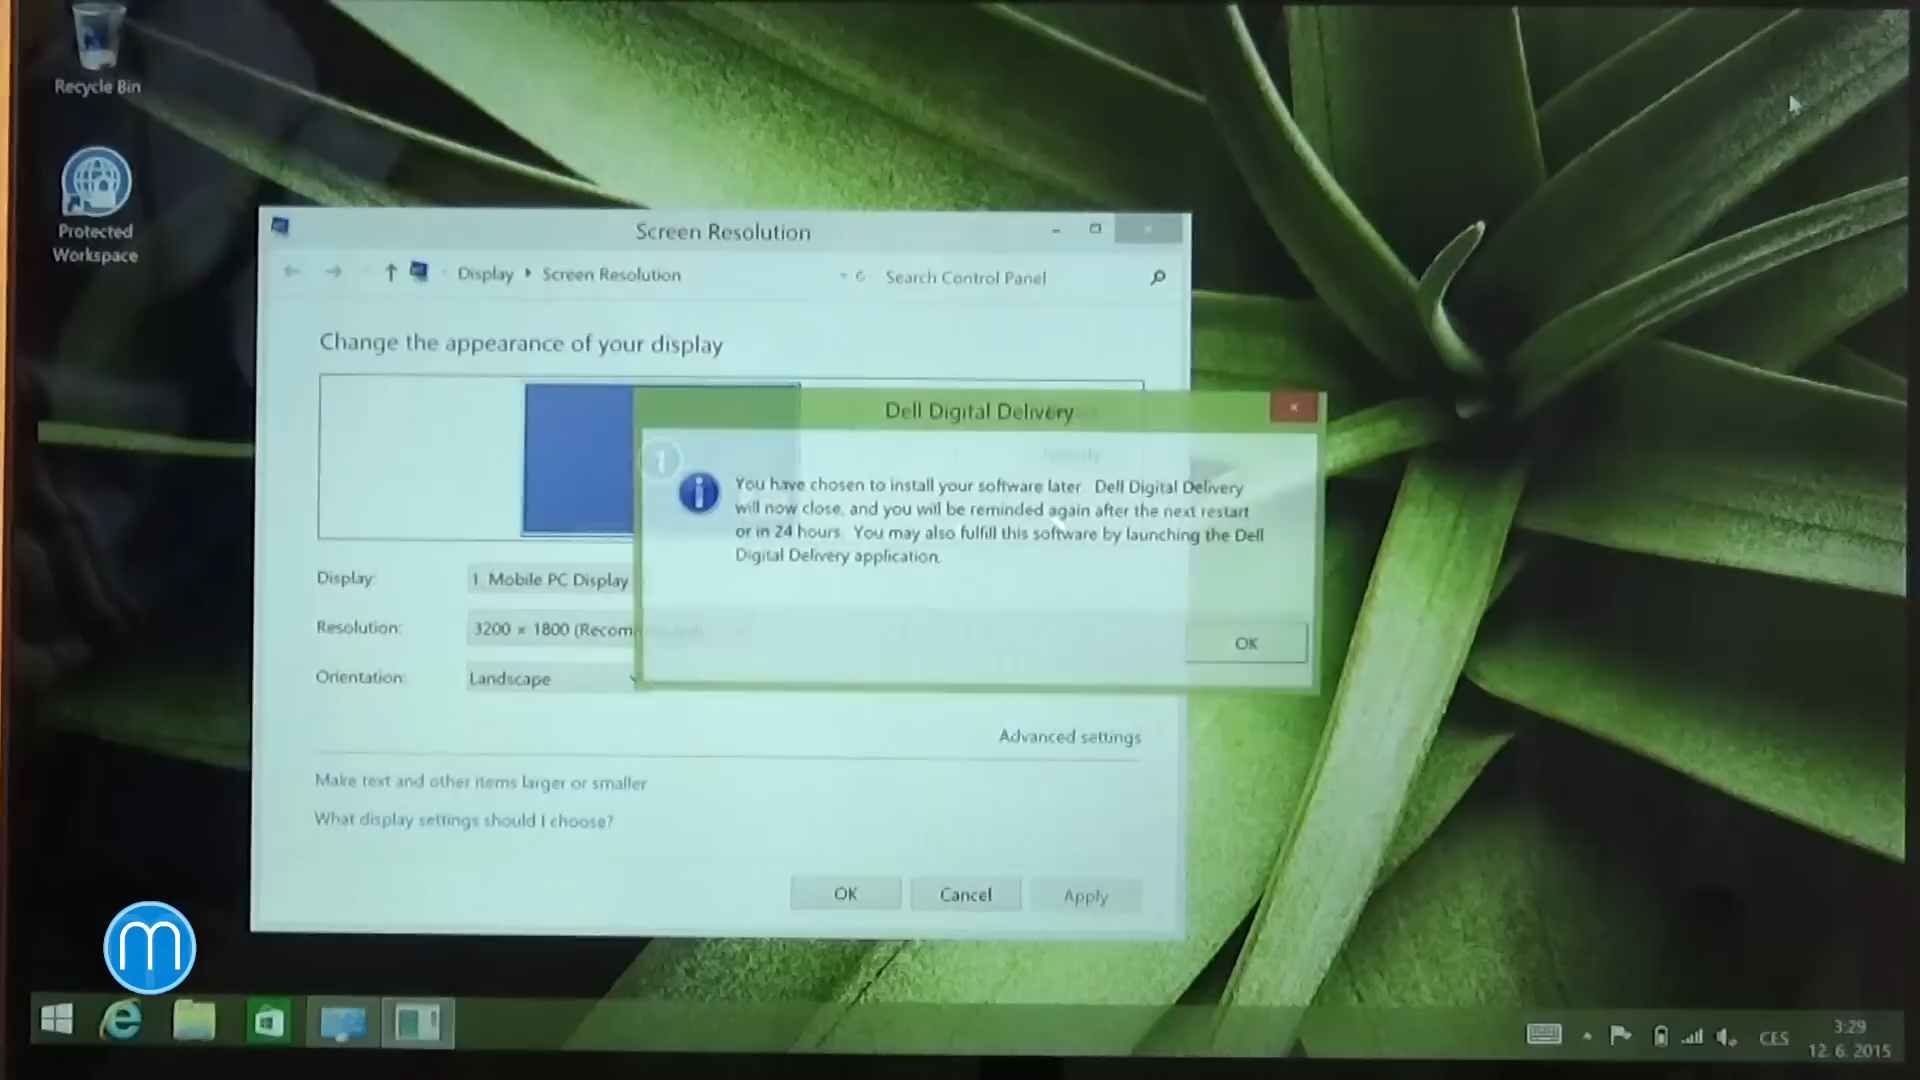 Recycle Bin
Protected
Workspace
Screen Resolution
Display
Screen Resolution
Search Control Panel
Change the appearance of your display
Dell Digital Delivery
1
You have chosen to install your software later. Dell Digital Delivery
will now close, and you will be reminded again after the next restart
or in 24 hours. You may also fulfill this software by launching the Dell
Digital Delivery application.
OK
Display:
1. Mobile PC Display
Resolution:
3200 × 1800 (Recom
Orientation:
Landscape
Advanced settings
Make text and other items larger or smaller
What display settings should I choose?
OK
Cancel
Apply
m
CES
3:29
12. 6. 2015